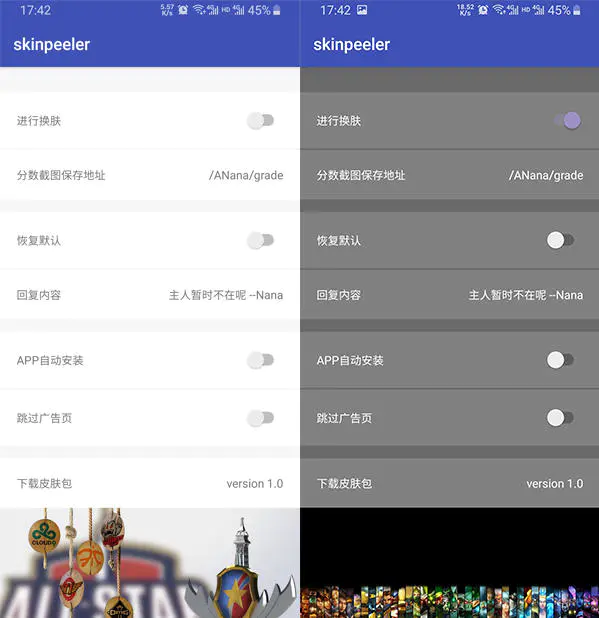 17:42
5.57
K/s
4G
HD 4G
45%
skinpeeler
进行换肤
分数截图保存地址 /ANana/grade
恢复默认
回复内容 主人暂时不在呢 --Nana
APP自动安装
跳过广告页
下载皮肤包 version 1.0
CLOUD9
ALL-STAR
17:42
18.52
K/s
4G
HD 4G
45%
skinpeeler
进行换肤
分数截图保存地址 /ANana/grade
恢复默认
回复内容 主人暂时不在呢 --Nana
APP自动安装
跳过广告页
下载皮肤包 version 1.0